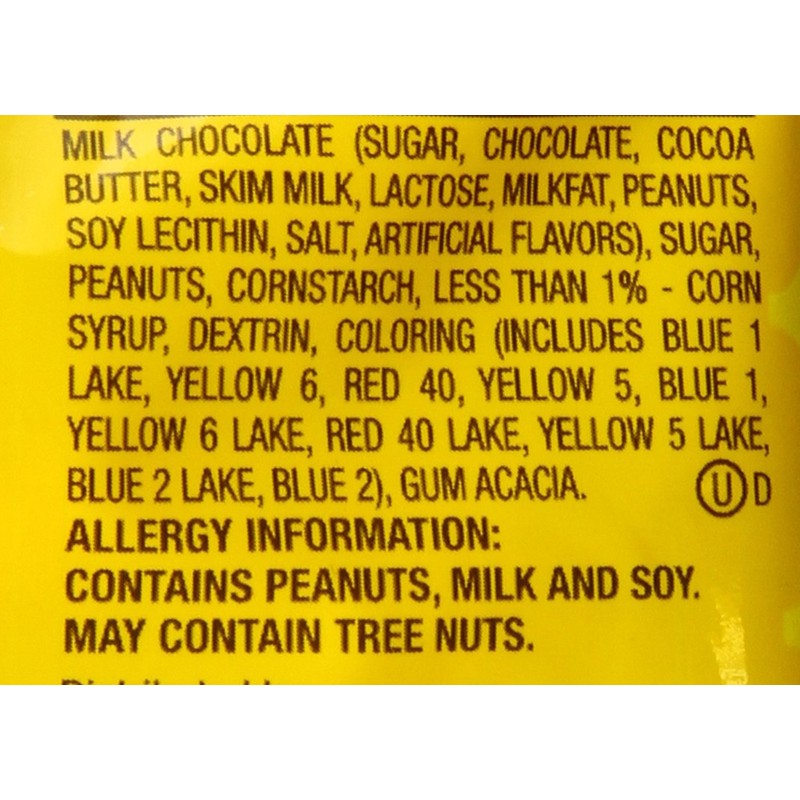 MILK CHOCOLATE (SUGAR, CHOCOLATE, COCOA
BUTTER, SKIM MILK, LACTOSE, MILKFAT, PEANUTS,
SOY LECITHIN, SALT, ARTIFICIAL FLAVORS), SUGAR,
PEANUTS, CORNSTARCH, LESS THAN 1% - CORN
SYRUP, DEXTRIN, COLORING (INCLUDES BLUE 1
LAKE, YELLOW 6, RED 40, YELLOW 5, BLUE 1,
YELLOW 6 LAKE, RED 40 LAKE, YELLOW 5 LAKE,
BLUE 2 LAKE, BLUE 2), GUM ACACIA. Ⓤ D
ALLERGY INFORMATION:
CONTAINS PEANUTS, MILK AND SOY.
MAY CONTAIN TREE NUTS.